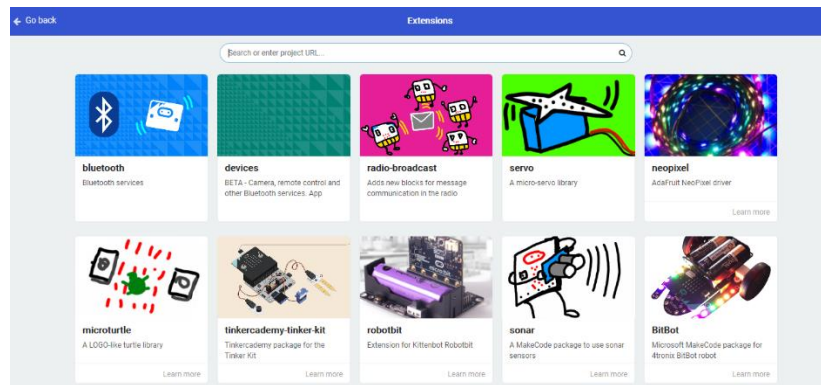 Go back
Extensions
Search or enter project URL...
bluetooth
Bluetooth services
devices
BETA - Camera, remote control and
other Bluetooth services. App
radio-broadcast
Adds new blocks for message
communication in the radio
servo
A micro-servo library
neopixel
AdaFruit NeoPixel driver
Learn more
microturtle
A LOGO-like turtle library
Learn more
tinkercademy-tinker-kit
Tinkercademy package for the
Tinker Kit
Learn more
robotbit
Extension for Kittenbot Robotbit
Learn more
sonar
A MakeCode package to use sonar
sensors
Learn more
BitBot
Microsoft MakeCode package for
4tronix BitBot robot
Learn more